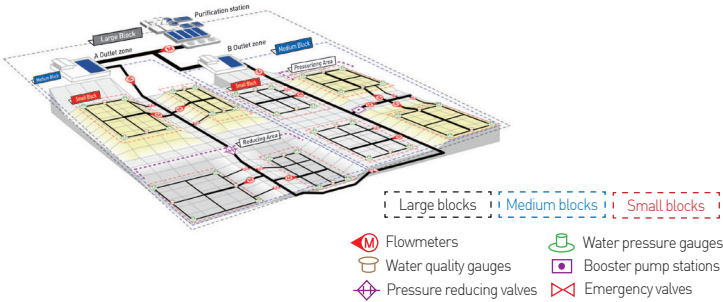 Purification station
Large Block
M
A Outlet zone
B Outlet zone
Medium Block
Medium Block
Pressurizing Area
Small Block
Small Block
Reducing Area
Large blocks
Medium blocks
Small blocks
M Flowmeters
Water pressure gauges
Water quality gauges
Booster pump stations
Pressure reducing valves
Emergency valves